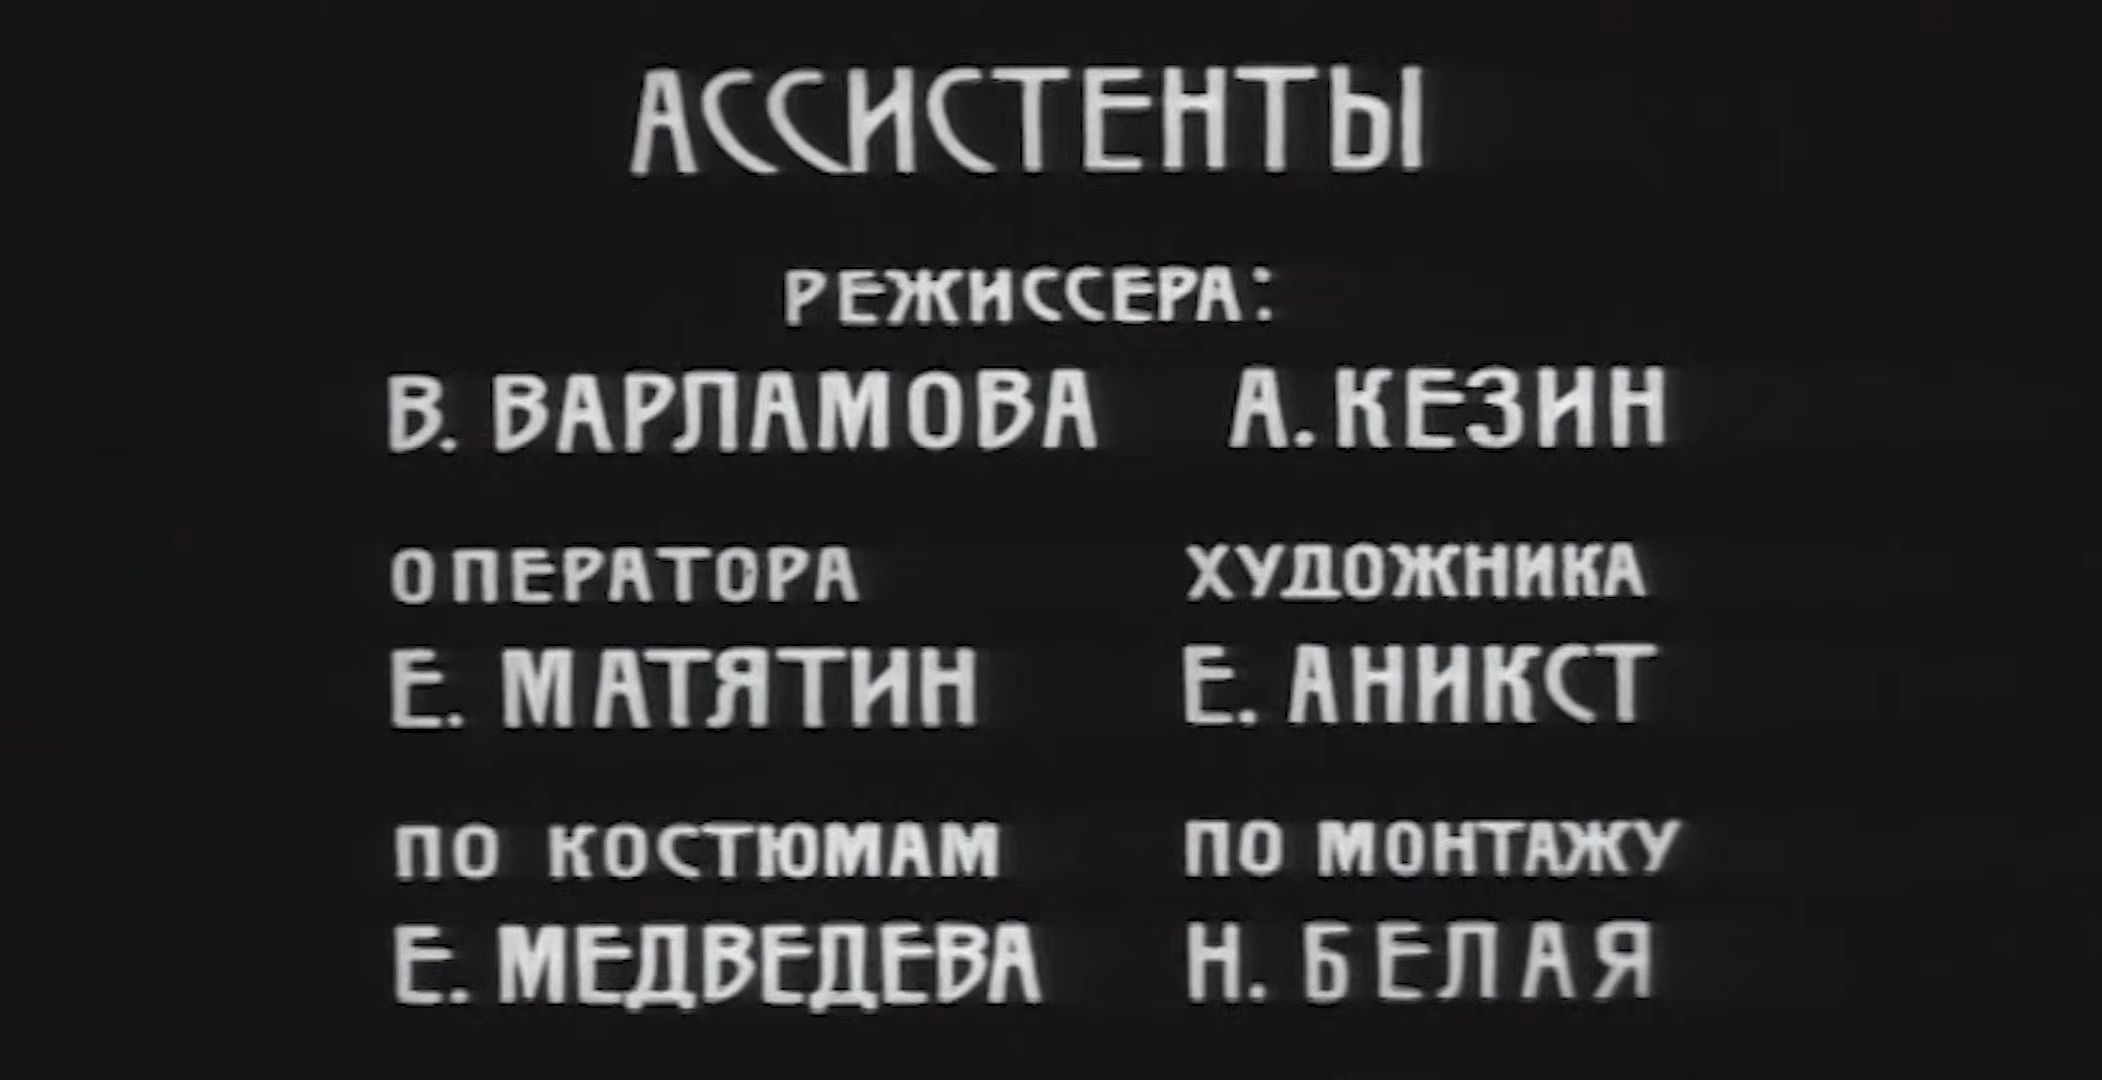 АССИСТЕНТЫ
РЕЖИССЕРА:
В. ВАРЛАМОВА А. КЕЗИН
ОПЕРАТОРА ХУДОЖНИКА
Е. МАТЯТИН Е. АНИКСТ
ПО КОСТЮМАМ ПО МОНТАЖУ
Е. МЕДВЕДЕВА Н. БЕЛАЯ